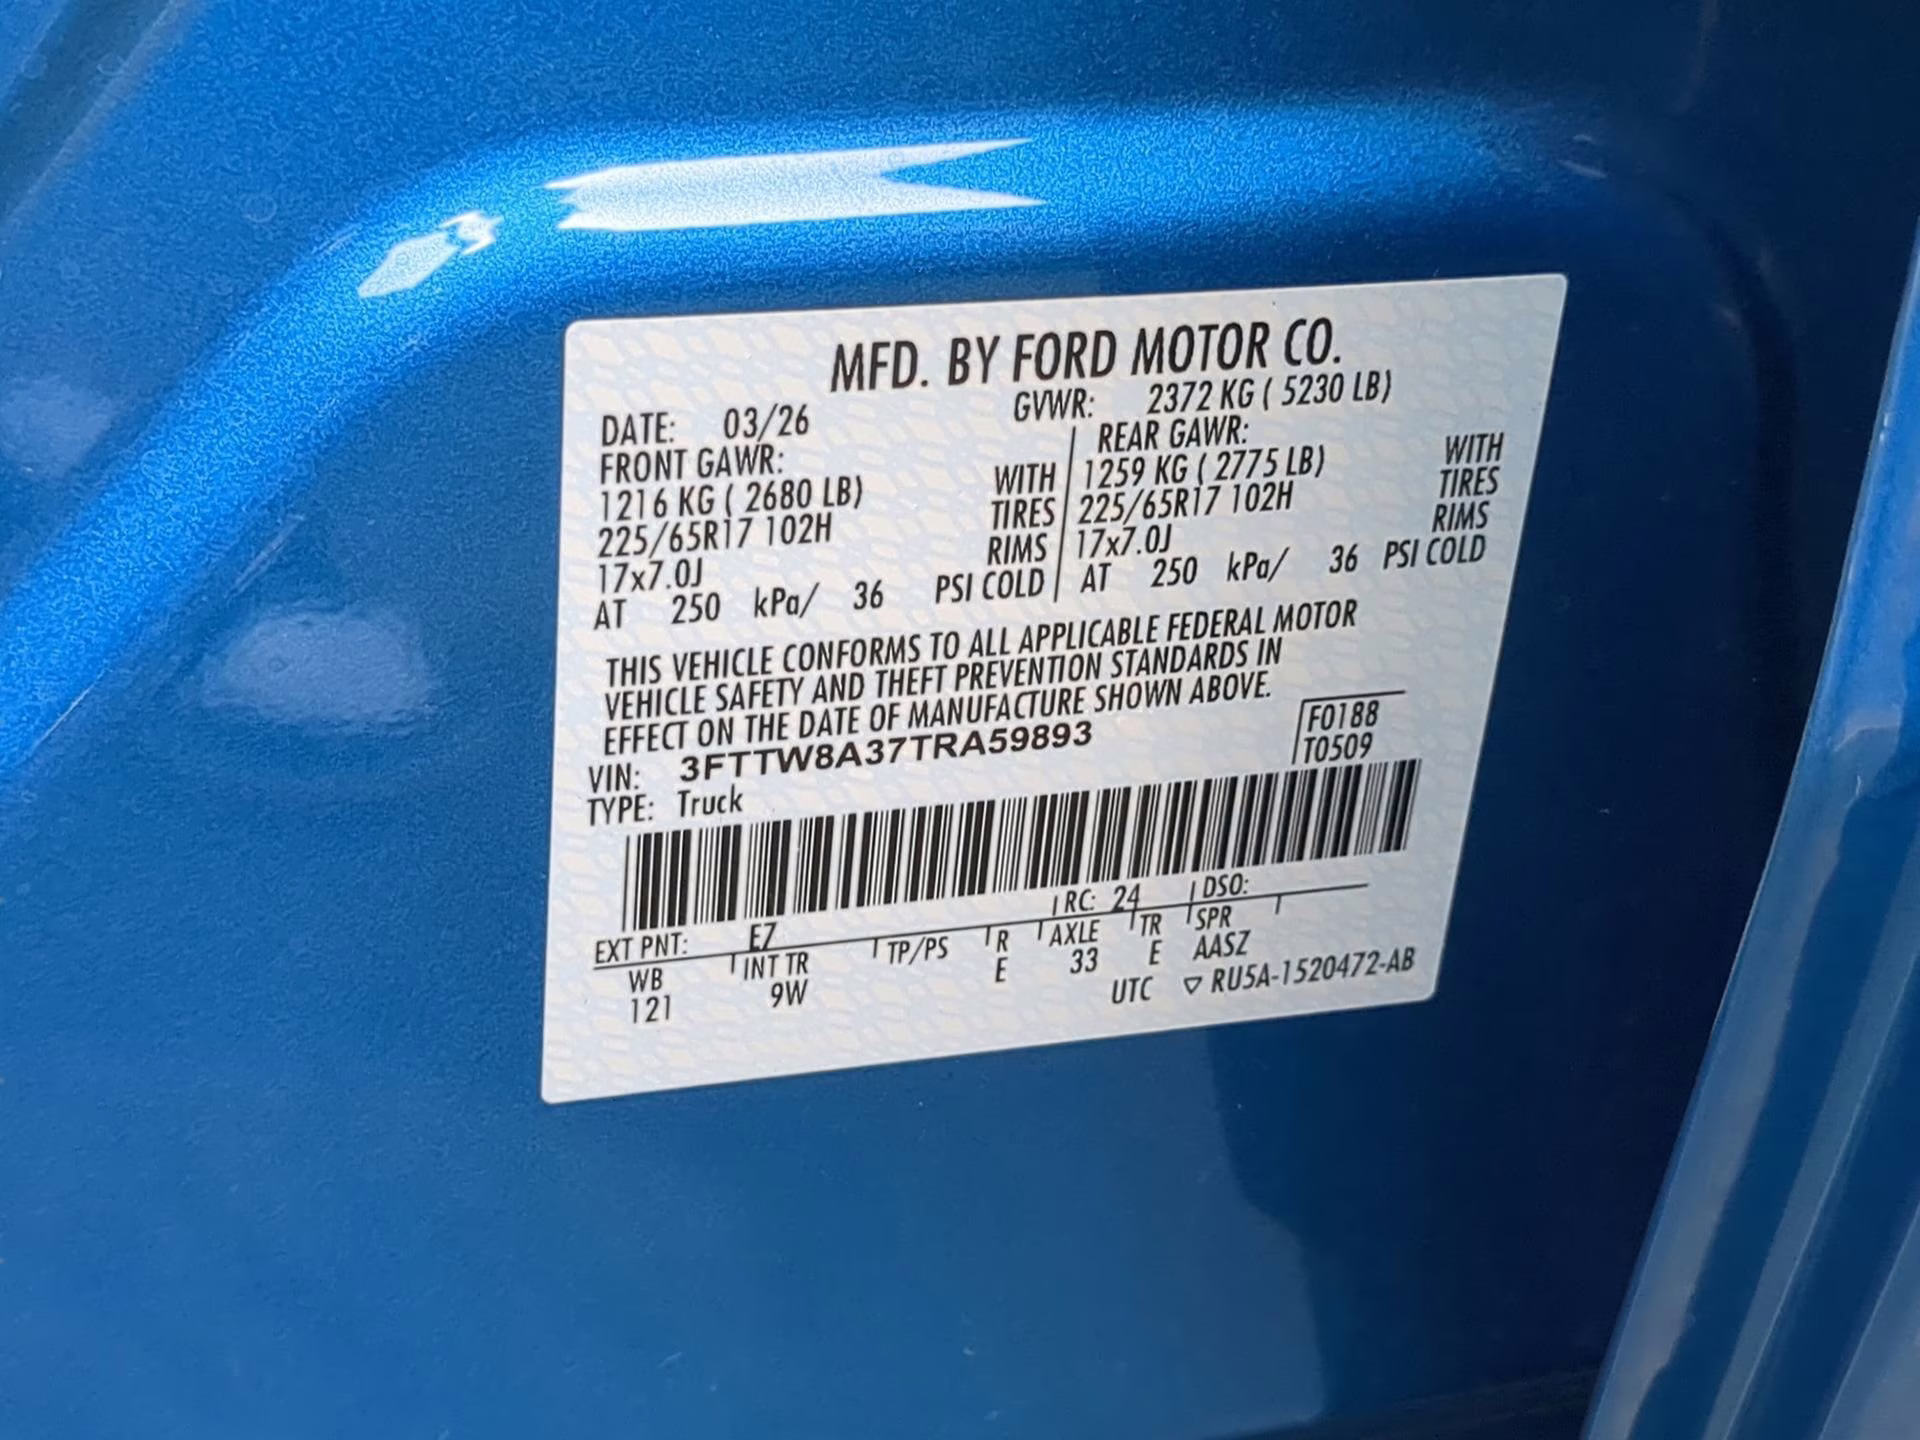 MFD. BY FORD MOTOR CO.
DATE: 03/26 GVWR: 2372 KG ( 5230 LB)
FRONT GAWR: REAR GAWR:
1216 KG ( 2680 LB) WITH 1259 KG ( 2775 LB) WITH
225/65R17 102H TIRES 225/65R17 102H TIRES
17x7.0J RIMS 17x7.0J RIMS
AT 250 kPa/ 36 PSI COLD AT 250 kPa/ 36 PSI COLD
THIS VEHICLE CONFORMS TO ALL APPLICABLE FEDERAL MOTOR
VEHICLE SAFETY AND THEFT PREVENTION STANDARDS IN
EFFECT ON THE DATE OF MANUFACTURE SHOWN ABOVE.
VIN: 3FTTW8A37TRA59893 F0188
TYPE: Truck T0509
EXT PNT: E7 RC: 24 DSO:
WB INT TR TP/PS R AXLE TR SPR
121 9W E 33 E AASZ
UTC ▽ RU5A-1520472-AB